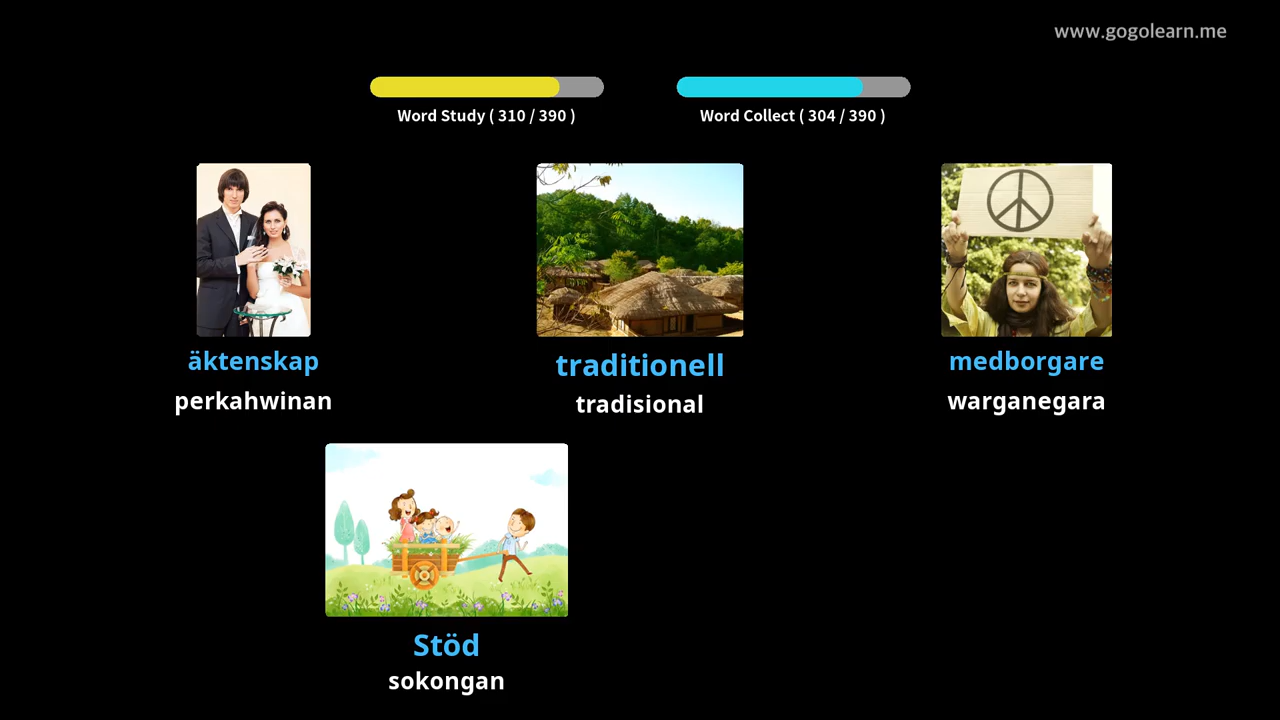 www.gogolearn.me
Word Study ( 310 / 390 )
Word Collect ( 304 / 390 )
äktenskap
perkahwinan
traditionell
tradisional
medborgare
warganegara
Stöd
sokongan